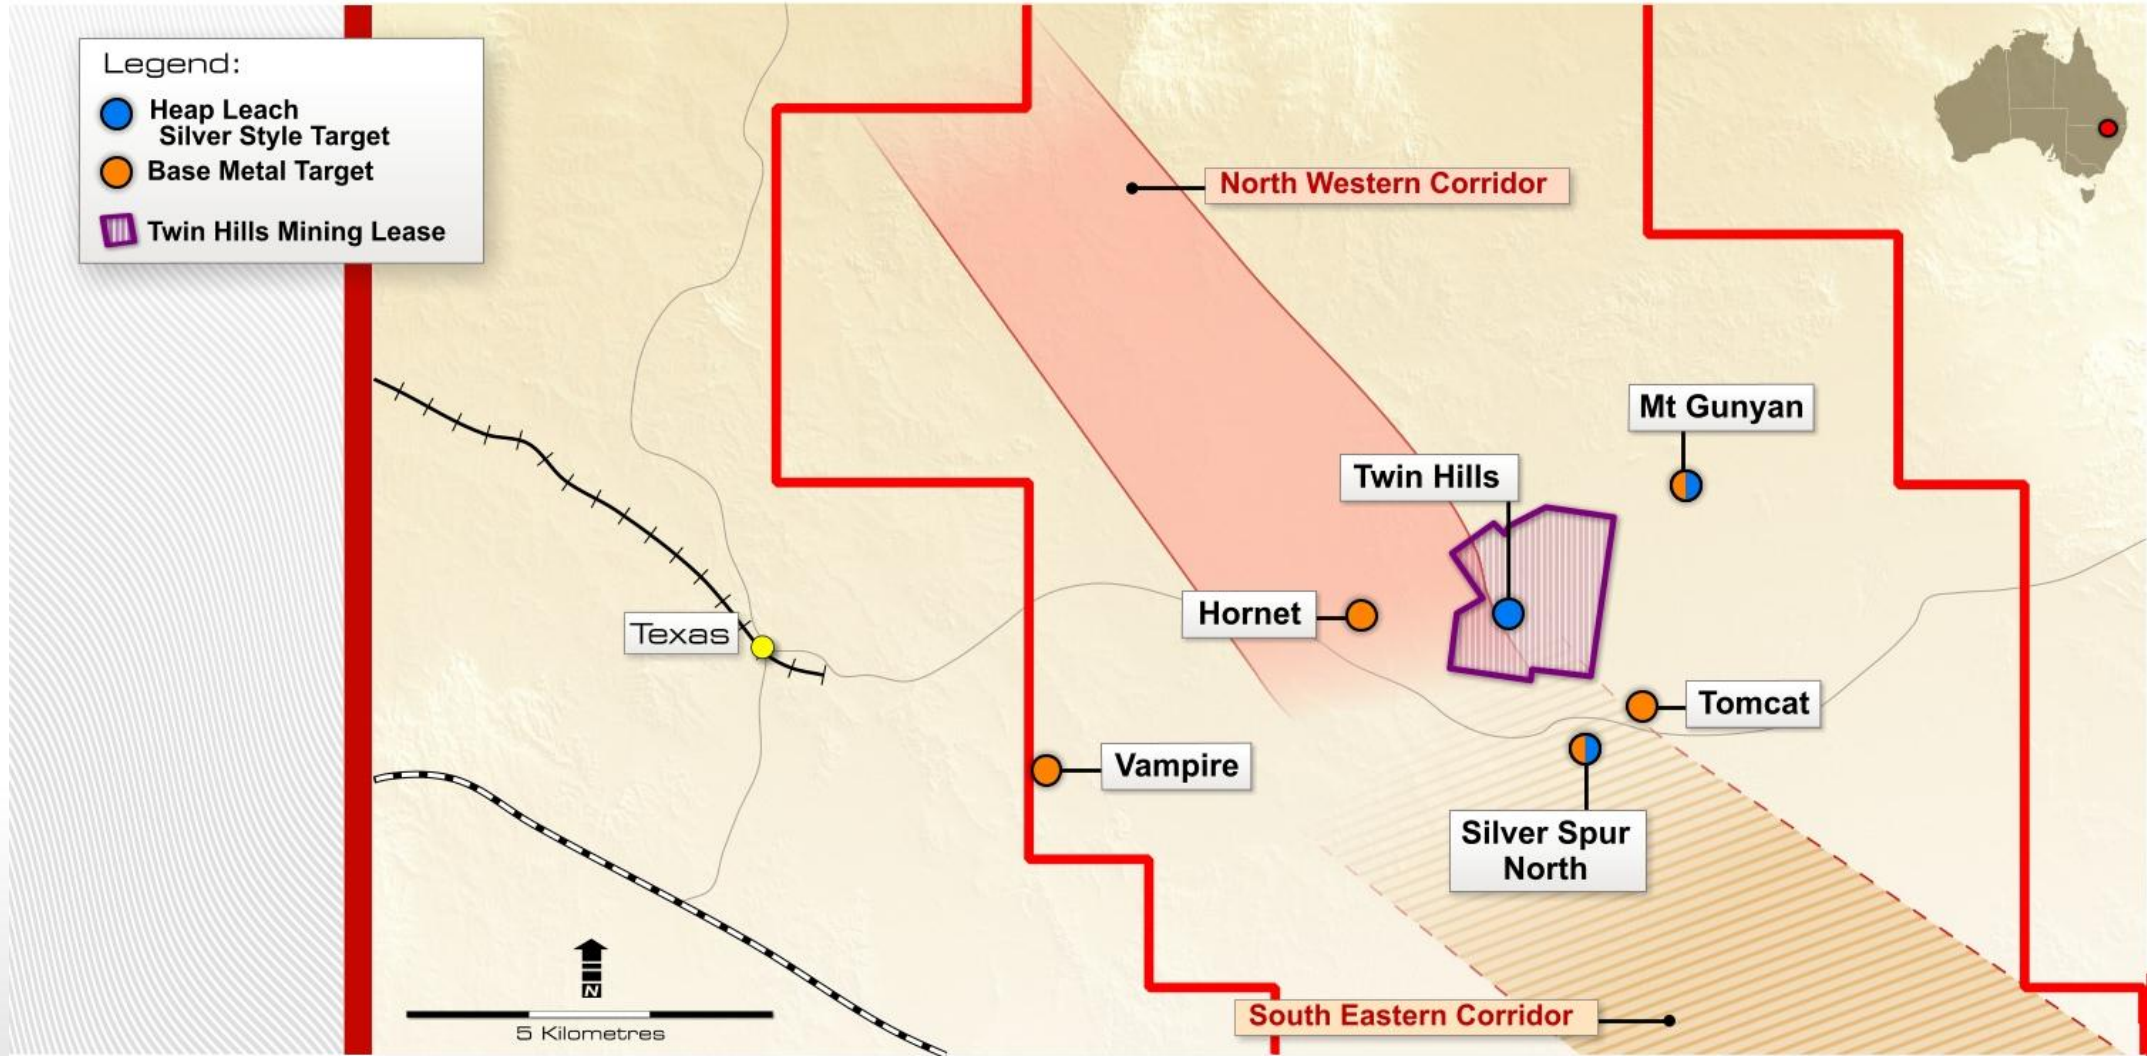 Legend:
Heap Leach
Silver Style Target
Base Metal Target
Twin Hills Mining Lease
North Western Corridor
Mt Gunyan
Twin Hills
Hornet
Texas
Tomcat
Vampire
Silver Spur
North
N
5 Kilometres
South Eastern Corridor